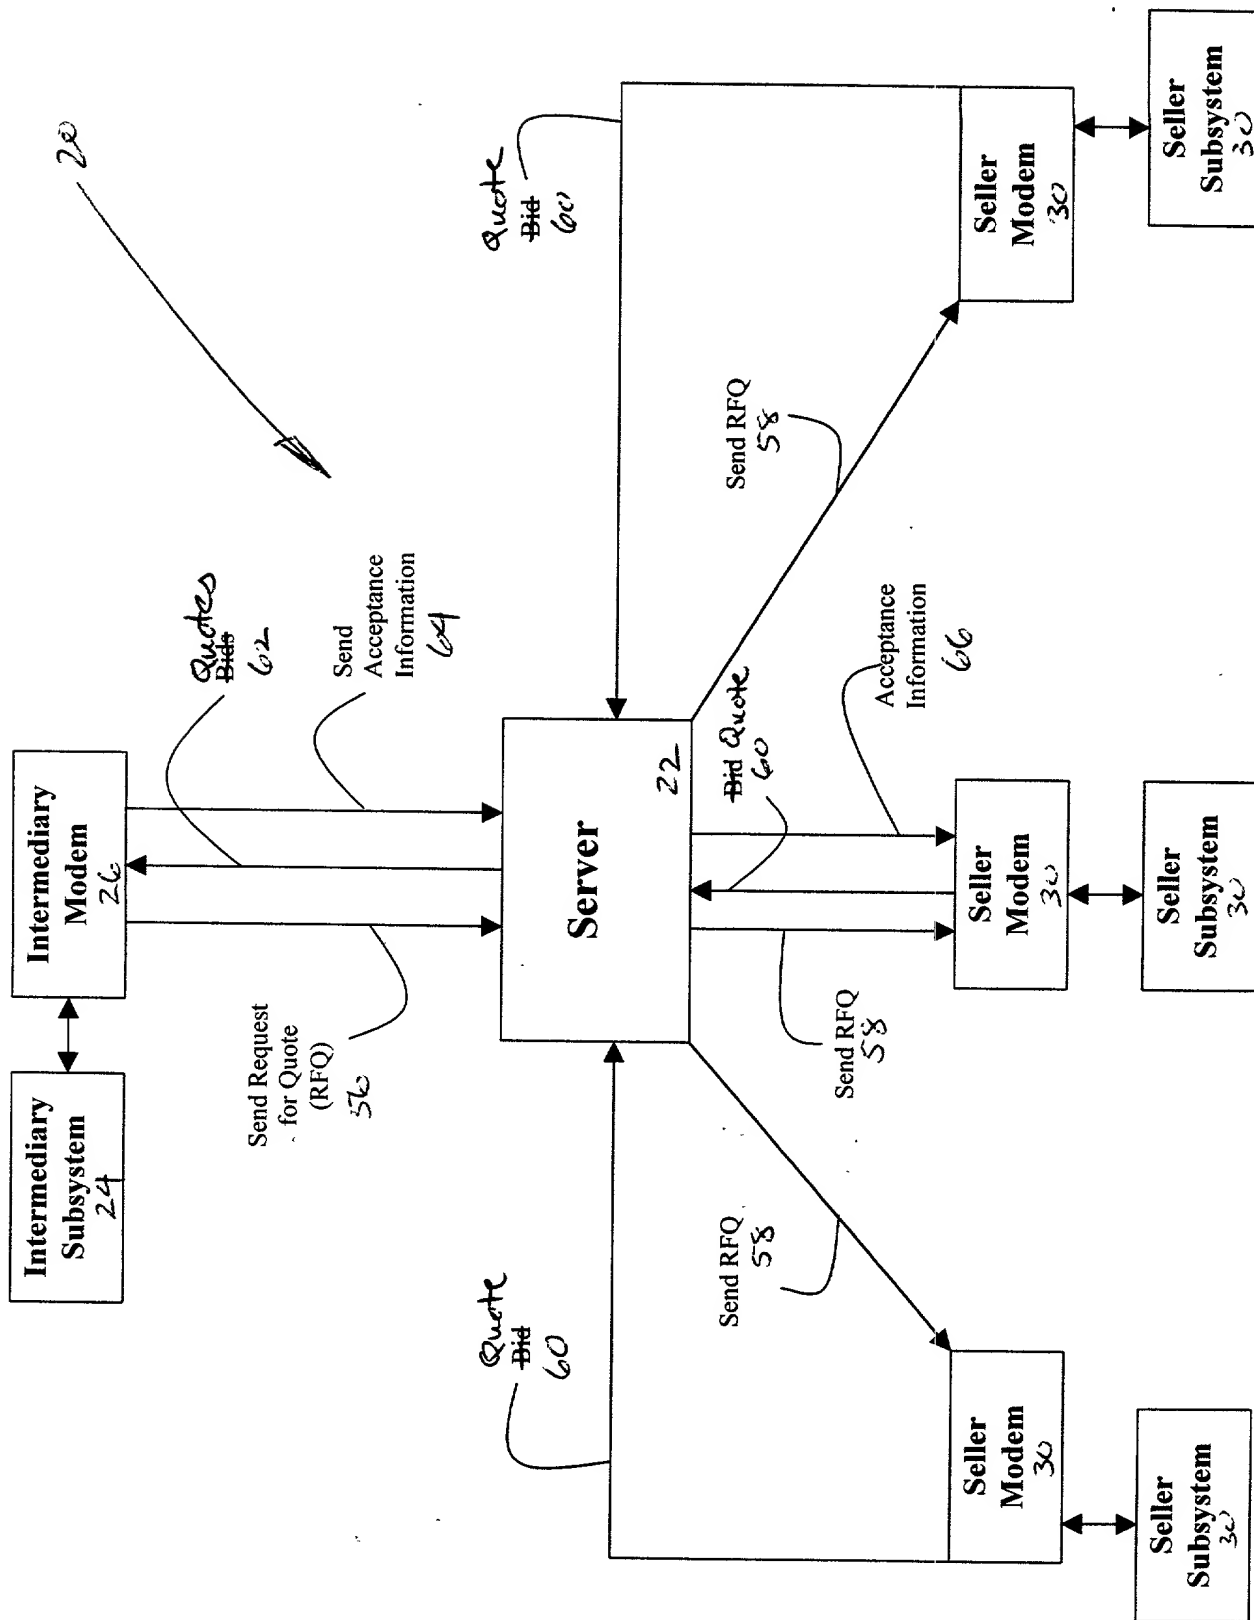 20
Intermediary
Subsystem
24
Intermediary
Modem
26
Send Request
for Quote
(RFQ)
56
Quotes
Bids
62
Send
Acceptance
Information
64
Quote
Bid
60
Quote
Bid
60
Server
22
Send RFQ
58
Send RFQ
58
Bid Quote
60
Acceptance
Information
66
Send RFQ
58
Seller
Modem
30
Seller
Modem
30
Seller
Modem
30
Seller
Subsystem
30
Seller
Subsystem
30
Seller
Subsystem
30